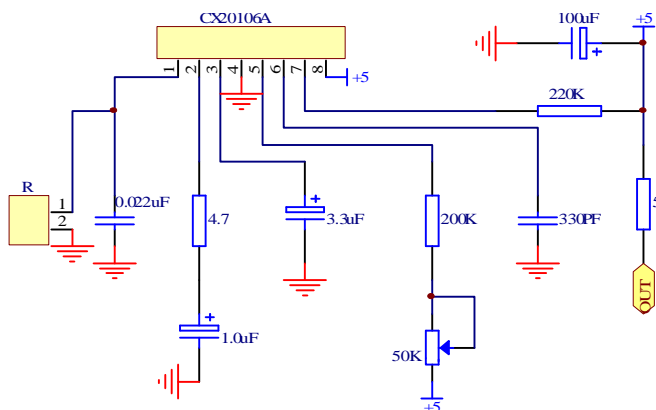 CX20106A
100uF
+5
1 2 3 4 5 6 7 8
+5
220K
R
1
2
0.022uF
4.7
3.3uF
200K
330PF
OUT
1.0uF
50K
+5